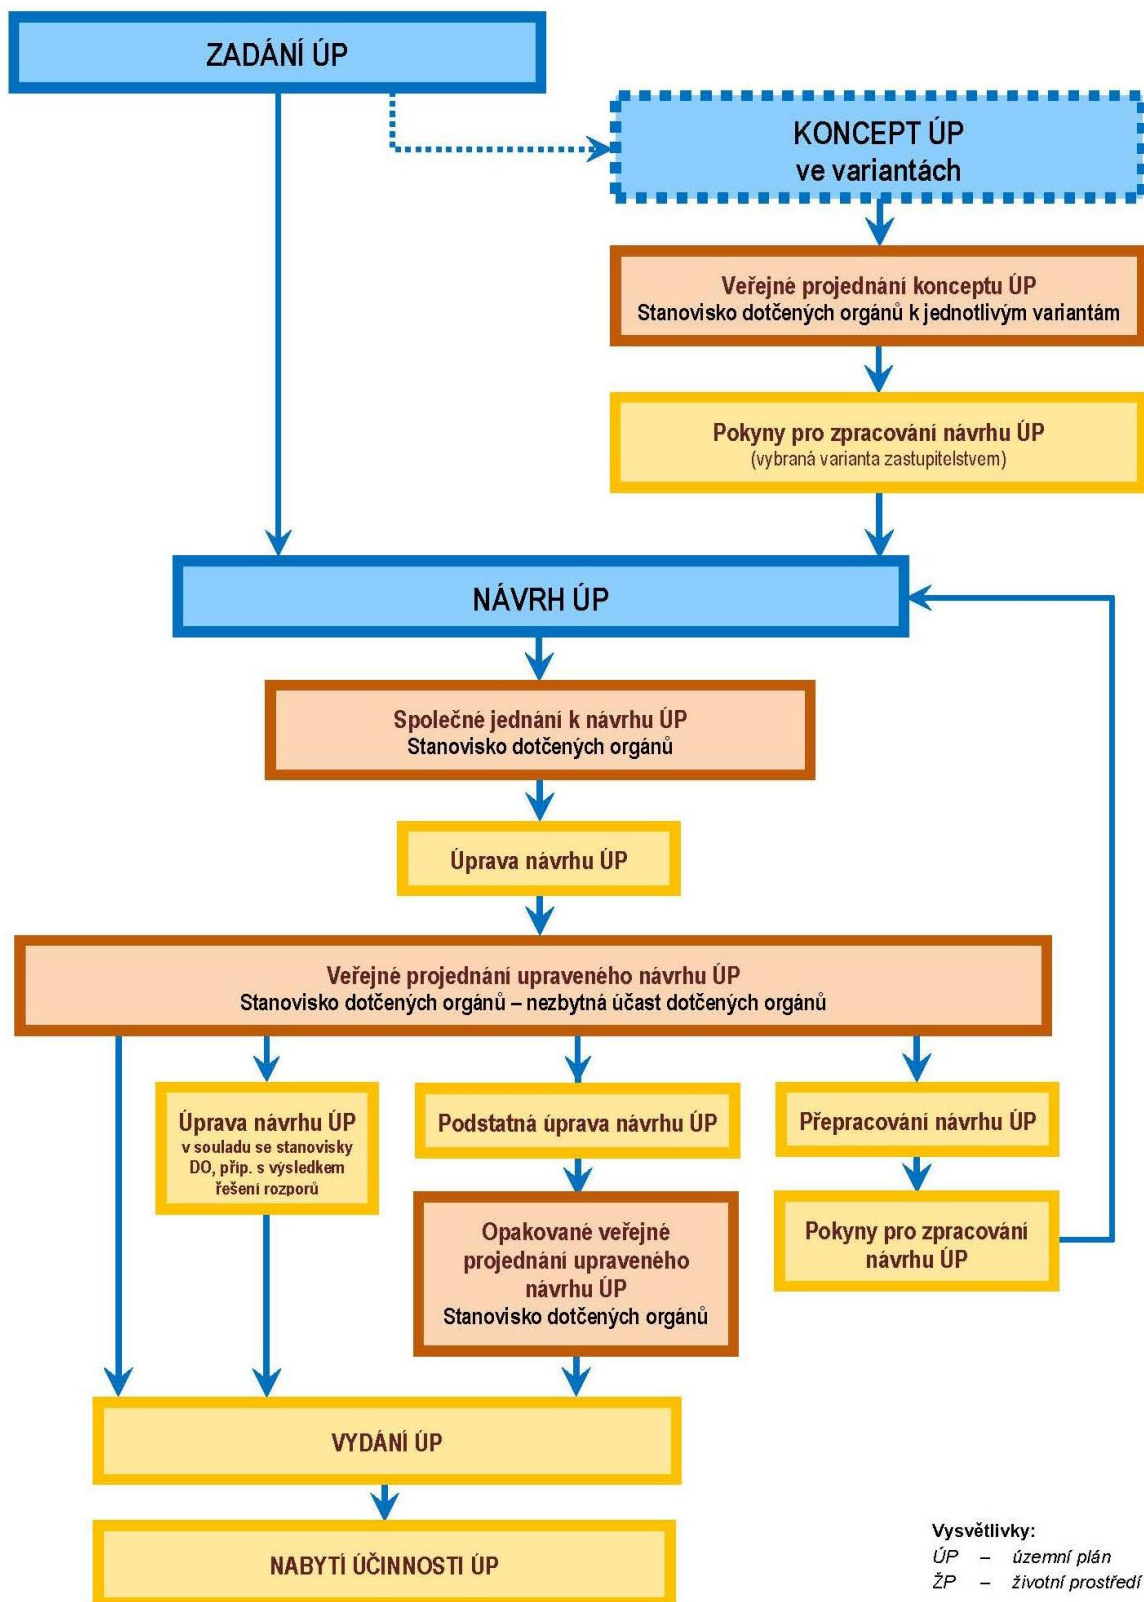 ZADÁNÍ ÚP
KONCEPT ÚP
ve variantách
Veřejné projednání konceptu ÚP
Stanovisko dotčených orgánů k jednotlivým variantám
Pokyny pro zpracování návrhu ÚP
(vybraná varianta zastupitelstvem)
NÁVRH ÚP
Společné jednání k návrhu ÚP
Stanovisko dotčených orgánů
Úprava návrhu ÚP
Veřejné projednání upraveného návrhu ÚP
Stanovisko dotčených orgánů – nezbytná účast dotčených orgánů
Úprava návrhu ÚP
v souladu se stanovisky
DO, příp. s výsledkem
řešení rozporů
Podstatná úprava návrhu ÚP
Přepracování návrhu ÚP
Opakované veřejné
projednání upraveného
návrhu ÚP
Stanovisko dotčených orgánů
Pokyny pro zpracování
návrhu ÚP
VYDÁNÍ ÚP
NABYTÍ ÚČINNOSTI ÚP
Vysvětlivky:
ÚP – územní plán
ŽP – životní prostředí